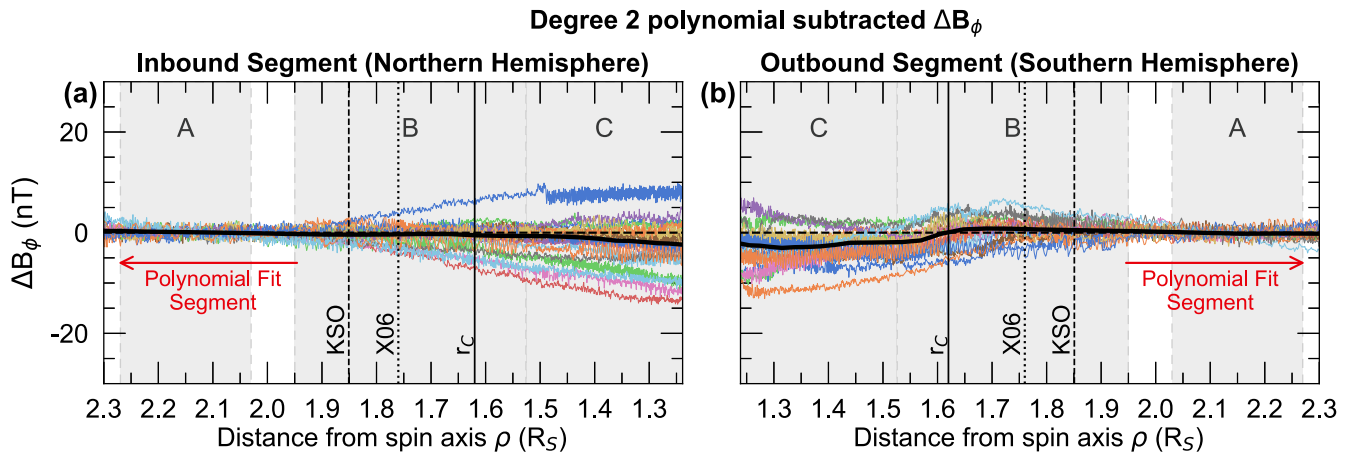 Degree 2 polynomial subtracted ΔB_ϕ
Inbound Segment (Northern Hemisphere)
Outbound Segment (Southern Hemisphere)
(a)
A
B
C
(b)
C
B
A
20
0
-20
ΔB_ϕ (nT)
Polynomial Fit
Segment
KSO
X06
r_C
r_C
X06
KSO
Polynomial Fit
Segment
2.3 2.2 2.1 2.0 1.9 1.8 1.7 1.6 1.5 1.4 1.3
1.3 1.4 1.5 1.6 1.7 1.8 1.9 2.0 2.1 2.2 2.3
Distance from spin axis ρ (R_S)
Distance from spin axis ρ (R_S)